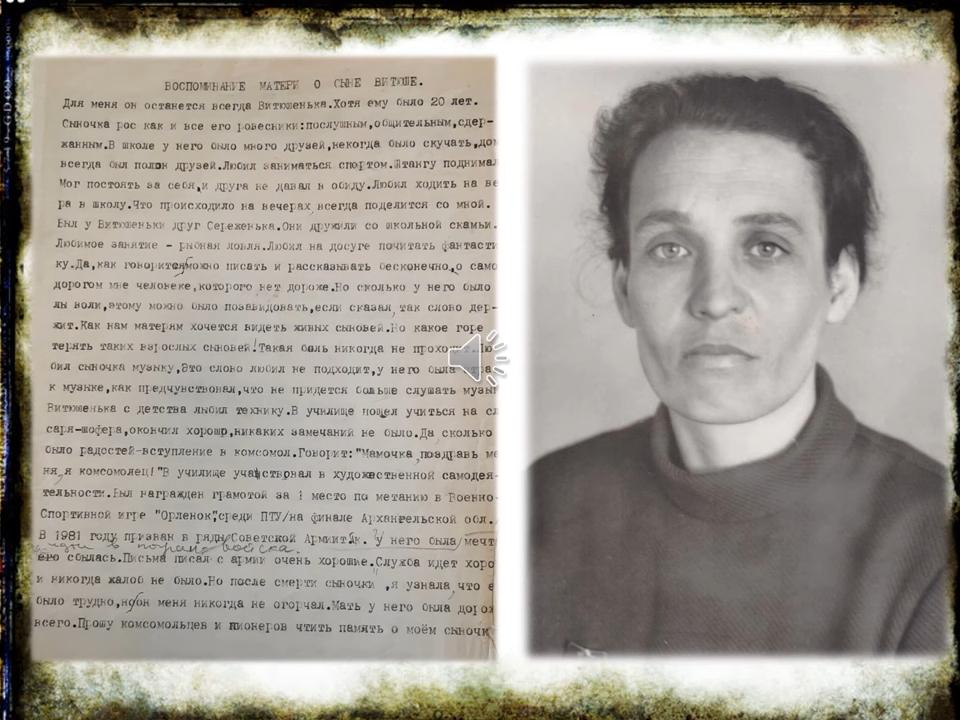 ВОСПОМИНАНИЕ МАТЕРИ О СЫНЕ ВИТЮШЕ.
Для меня он останется всегда Витюшенька.Хотя ему было 20 лет.
Сыночка рос как и все его ровесники:послушным,общительным,сдер-
жанным.В школе у него было много друзей,некогда было скучать,дом
всегда был полон друзей.Любил заниматься спортом.Штангу поднимал
Мог постоять за себя,и друга не давал в обиду.Любил ходить на ве
ра в школу.Что происходило на вечерах,всегда поделится со мной.
Был у Витюшеньки друг Сереженька.Они дружили со школьной скамьи.
Любимое занятие - рыбная ловля.Любил на досуге почитать фантасти
ку.Да,как говорится можно писать и рассказывать бесконечно,о само
дорогом мне человеке,которого нет дороже.Но сколько у него было
лы воли,этому можно было позавидовать,если сказал,так слово дер-
жит.Как нам матерям хочется видеть живых сыновей.Но какое горе
терять таких взрослых сыновей!Такая боль никогда не проходит.Лю
бил сыночка музыку,Это слово любил не подходит,у него была стра
к музыке,как предчувствовал,что не придется больше слушать музы
Витюшенька с детства любил технику.В училище пошел учиться на сл
саря-шофера,окончил хорошо,никаких замечаний не было.Да сколько
было радостей-вступление в комсомол.Говорит:"Мамочка,поздравь ме
ня,я комсомолец!"В училище участвовал в художественной самодея-
тельности.Был награжден грамотой за 1 место по метанию в Военно-
Спортивной игре "Орленок",среди ПТУ/на финале Архангельской обл.
В 1981 году призван в ряды Советской Армии. у него была мечт
в погран войска.
его сбылась.Письма писал с армии очень хорошие.Служба идет хоро
и никогда жалоб не было.Но после смерти сыночки ,я узнала,что е
было трудно,но он меня никогда не огорчал.Мать у него была доро
всего.Прошу комсомольцев и пионеров чтить память о моём сыночк